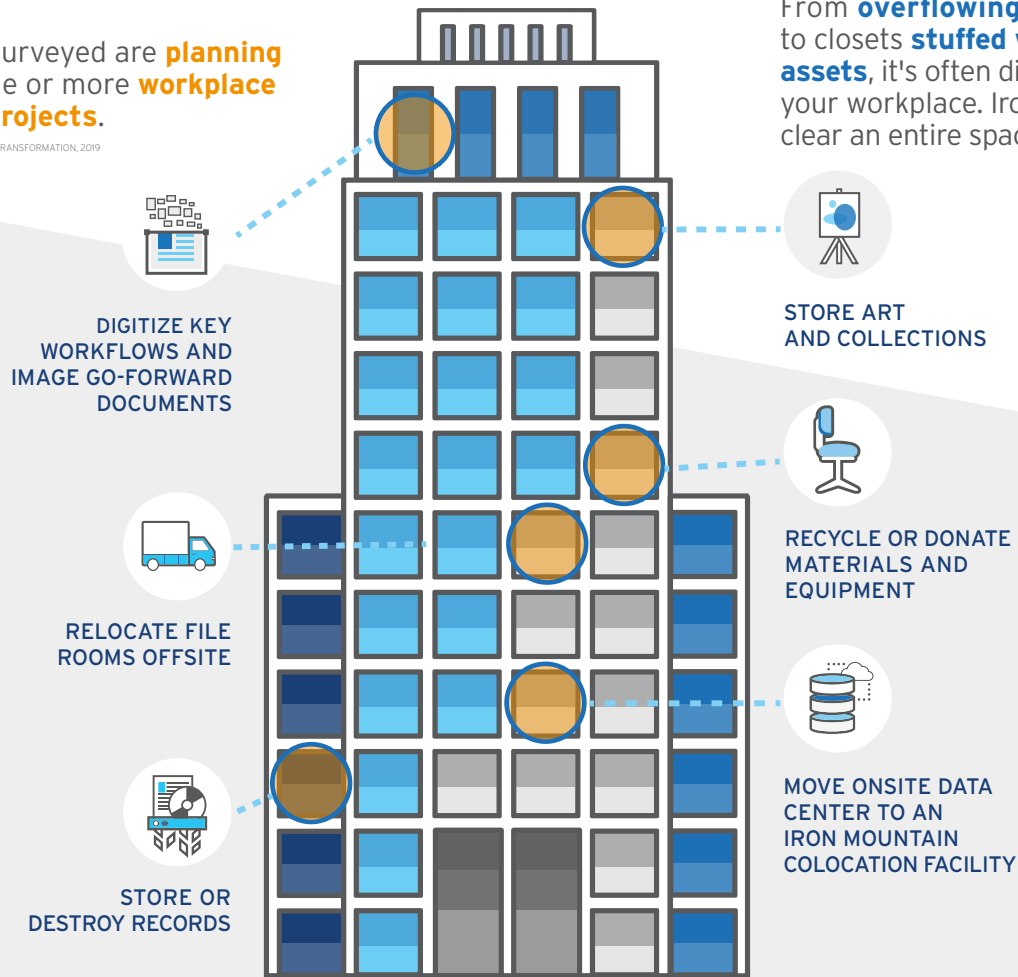 urveyed are planning
e or more workplace
rojects.
RANSFORMATION, 2019
From overflowing
to closets stuffed
assets, it's often di
your workplace. Iro
clear an entire spac
DIGITIZE KEY
WORKFLOWS AND
IMAGE GO-FORWARD
DOCUMENTS
STORE ART
AND COLLECTIONS
RELOCATE FILE
ROOMS OFFSITE
RECYCLE OR DONATE
MATERIALS AND
EQUIPMENT
STORE OR
DESTROY RECORDS
MOVE ONSITE DATA
CENTER TO AN
IRON MOUNTAIN
COLOCATION FACILITY